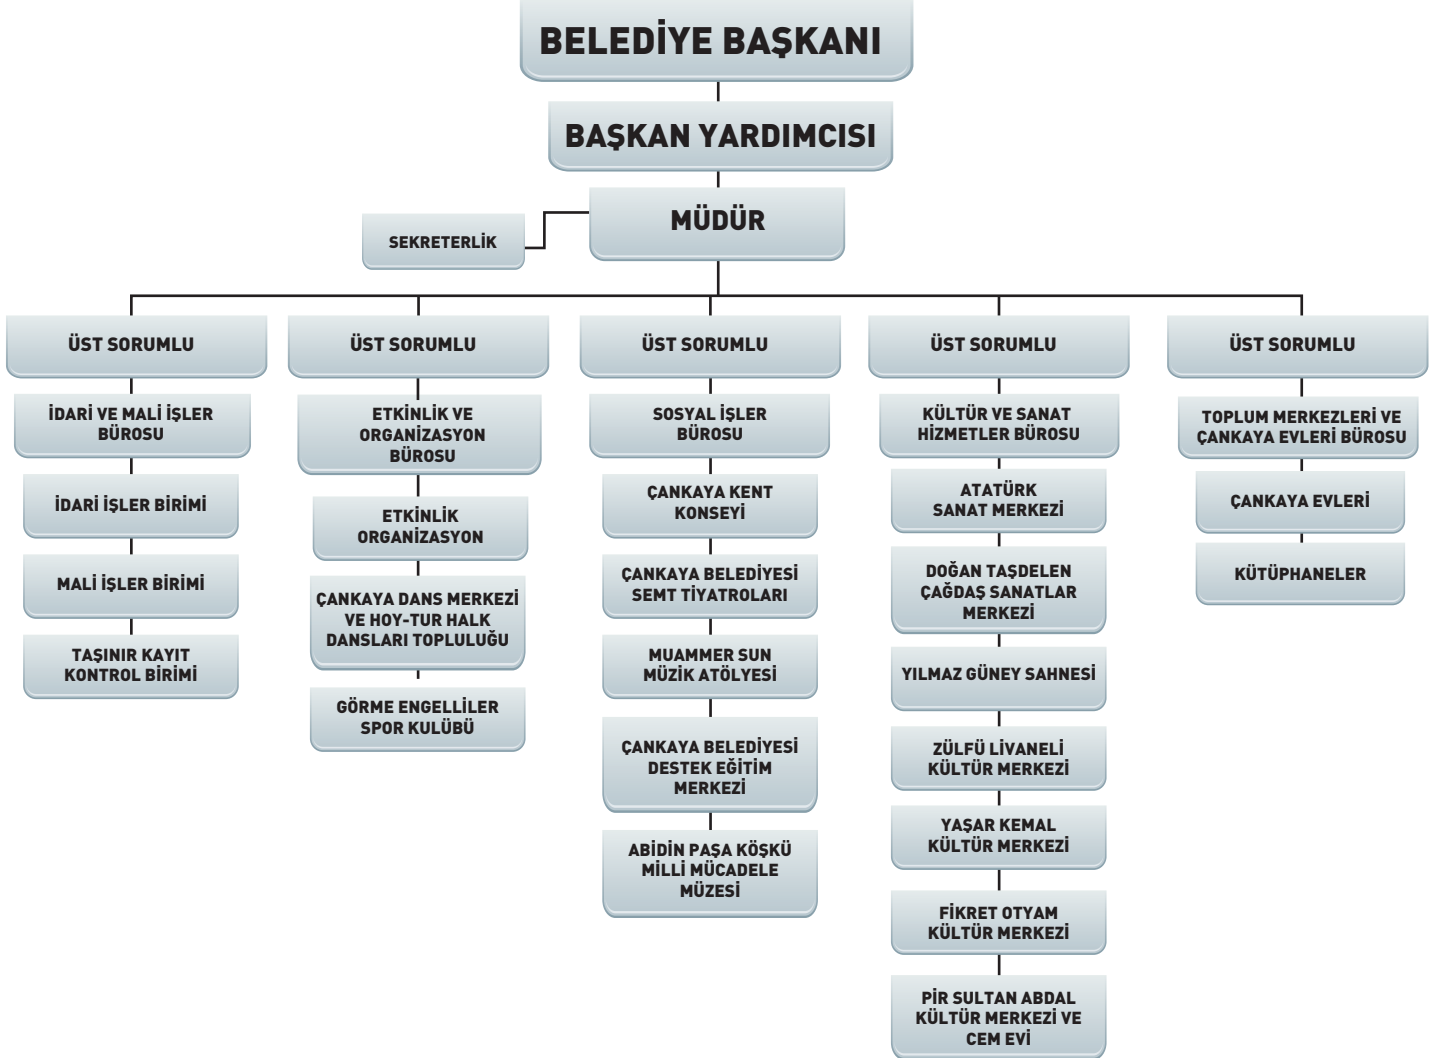 BELEDİYE BAŞKANI
BAŞKAN YARDIMCISI
MÜDÜR
SEKRETERLİK
ÜST SORUMLU
İDARİ VE MALİ İŞLER
BÜROSU
İDARİ İŞLER BİRİMİ
MALİ İŞLER BİRİMİ
TAŞINIR KAYIT
KONTROL BİRİMİ
ÜST SORUMLU
ETKİNLİK VE
ORGANİZASYON
BÜROSU
ETKİNLİK
ORGANİZASYON
ÇANKAYA DANS MERKEZİ
VE HOY-TUR HALK
DANSLARI TOPLULUĞU
GÖRME ENGELLİLER
SPOR KULÜBÜ
ÜST SORUMLU
SOSYAL İŞLER
BÜROSU
ÇANKAYA KENT
KONSEYİ
ÇANKAYA BELEDİYESİ
SEMT TİYATROLARI
MUAMMER SUN
MÜZİK ATÖLYESİ
ÇANKAYA BELEDİYESİ
DESTEK EĞİTİM
MERKEZİ
ABİDİN PAŞA KÖŞKÜ
MİLLİ MÜCADELE
MÜZESİ
ÜST SORUMLU
KÜLTÜR VE SANAT
HİZMETLER BÜROSU
ATATÜRK
SANAT MERKEZİ
DOĞAN TAŞDELEN
ÇAĞDAŞ SANATLAR
MERKEZİ
YILMAZ GÜNEY SAHNESİ
ZÜLFÜ LİVANELİ
KÜLTÜR MERKEZİ
YAŞAR KEMAL
KÜLTÜR MERKEZİ
FİKRET OTYAM
KÜLTÜR MERKEZİ
PİR SULTAN ABDAL
KÜLTÜR MERKEZİ VE
CEM EVİ
ÜST SORUMLU
TOPLUM MERKEZLERİ VE
ÇANKAYA EVLERİ BÜROSU
ÇANKAYA EVLERİ
KÜTÜPHANELER